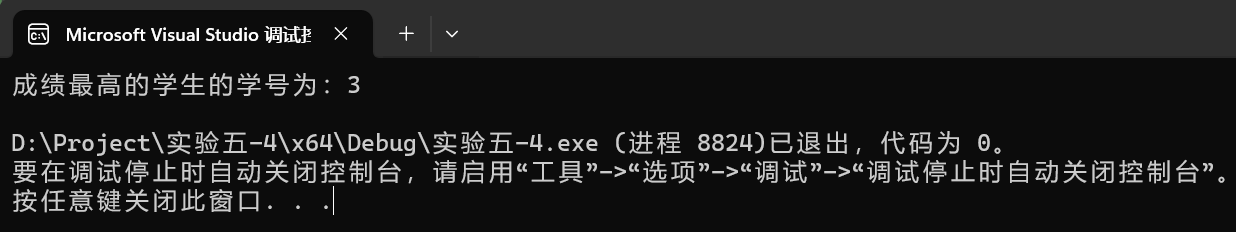 Microsoft Visual Studio 调试控
成绩最高的学生的学号为：3
D:\Project\实验五-4\x64\Debug\实验五-4.exe (进程 8824)已退出，代码为 0。
要在调试停止时自动关闭控制台，请启用“工具”->“选项”->“调试”->“调试停止时自动关闭控制台”。
按任意键关闭此窗口. . .